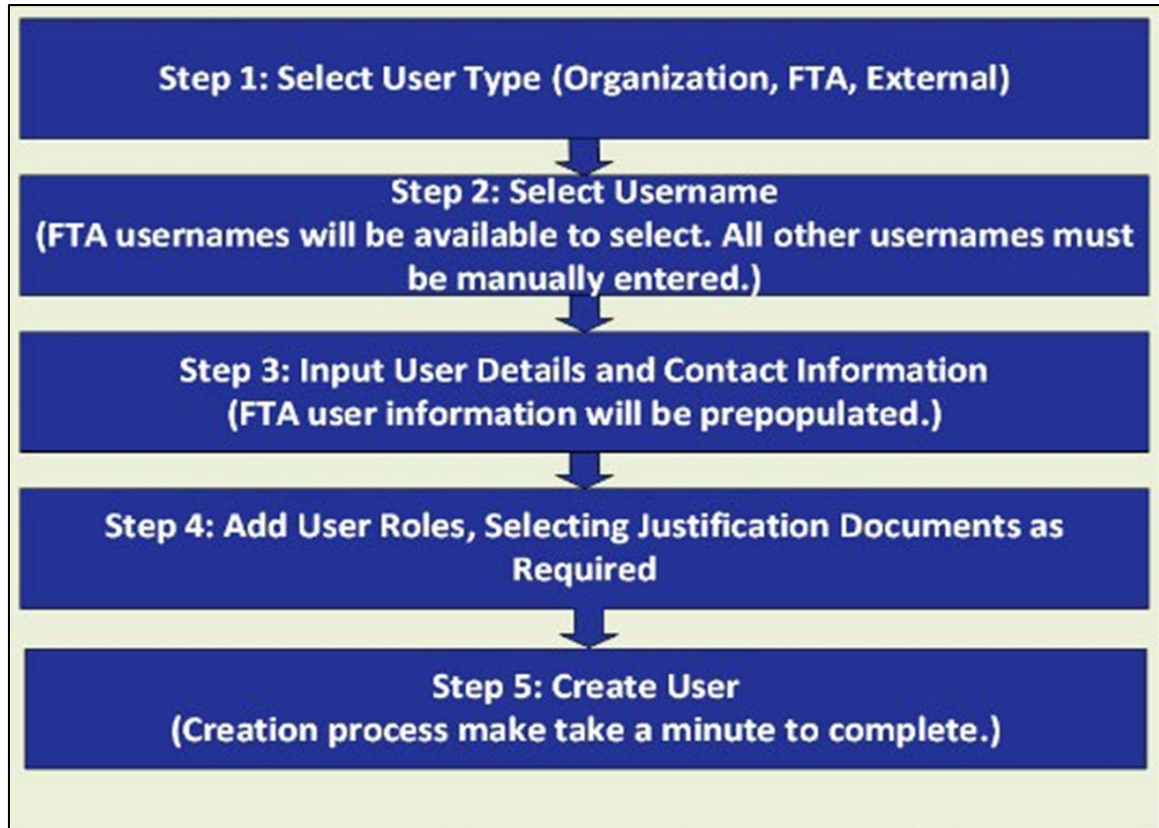 Step 1: Select User Type (Organization, FTA, External)
Step 2: Select Username
(FTA usernames will be available to select. All other usernames must
be manually entered.)
Step 3: Input User Details and Contact Information
(FTA user information will be prepopulated.)
Step 4: Add User Roles, Selecting Justification Documents as
Required
Step 5: Create User
(Creation process make take a minute to complete.)